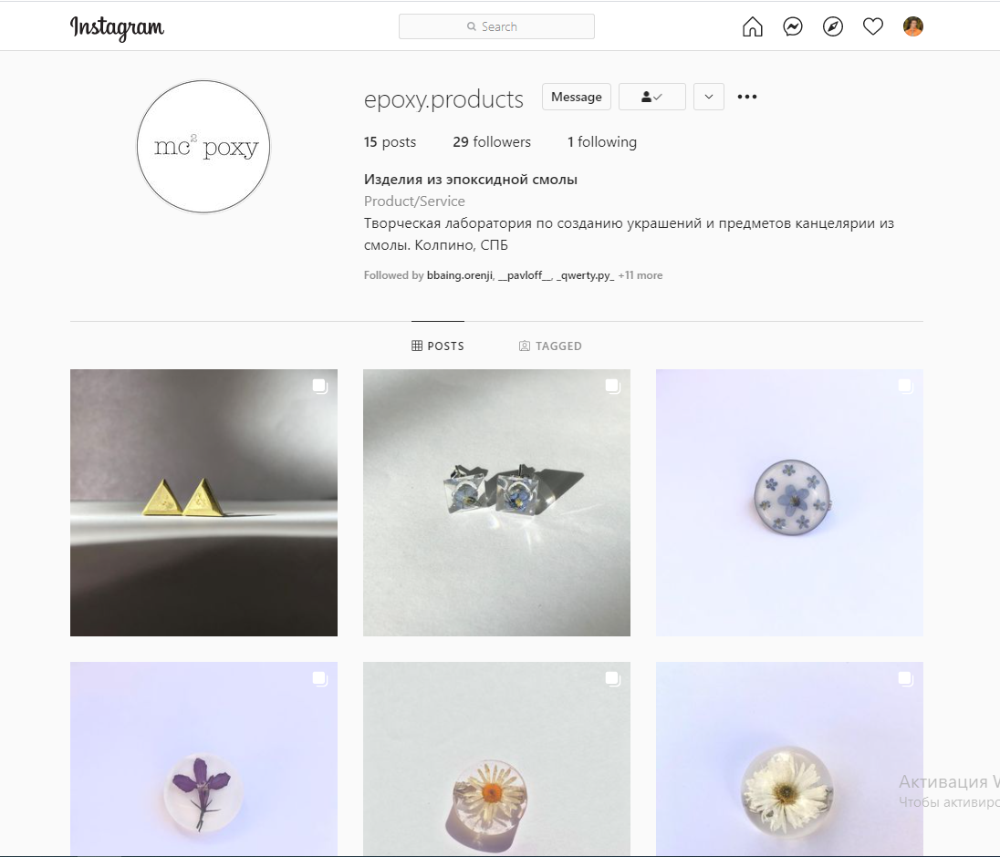 Instagram
Search
mc² poxy
epoxy.products
Message
15 posts
29 followers
1 following
Изделия из эпоксидной смолы
Product/Service
Творческая лаборатория по созданию украшений и предметов канцелярии из
смолы. Колпино, СПБ
Followed by bbaing.orenji, __pavloff__, _qwerty.py_ +11 more
POSTS
TAGGED
Активация W
Чтобы активиро